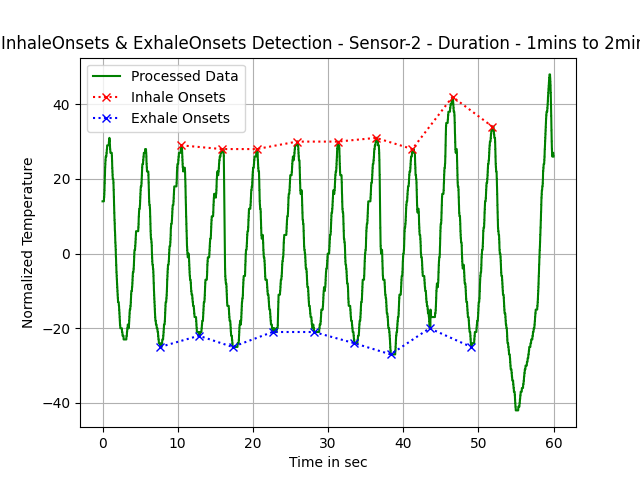 InhaleOnsets & ExhaleOnsets Detection - Sensor-2 - Duration - 1mins to 2min
Processed Data
Inhale Onsets
Exhale Onsets
Normalized Temperature
40
20
0
−20
−40
0 10 20 30 40 50 60
Time in sec